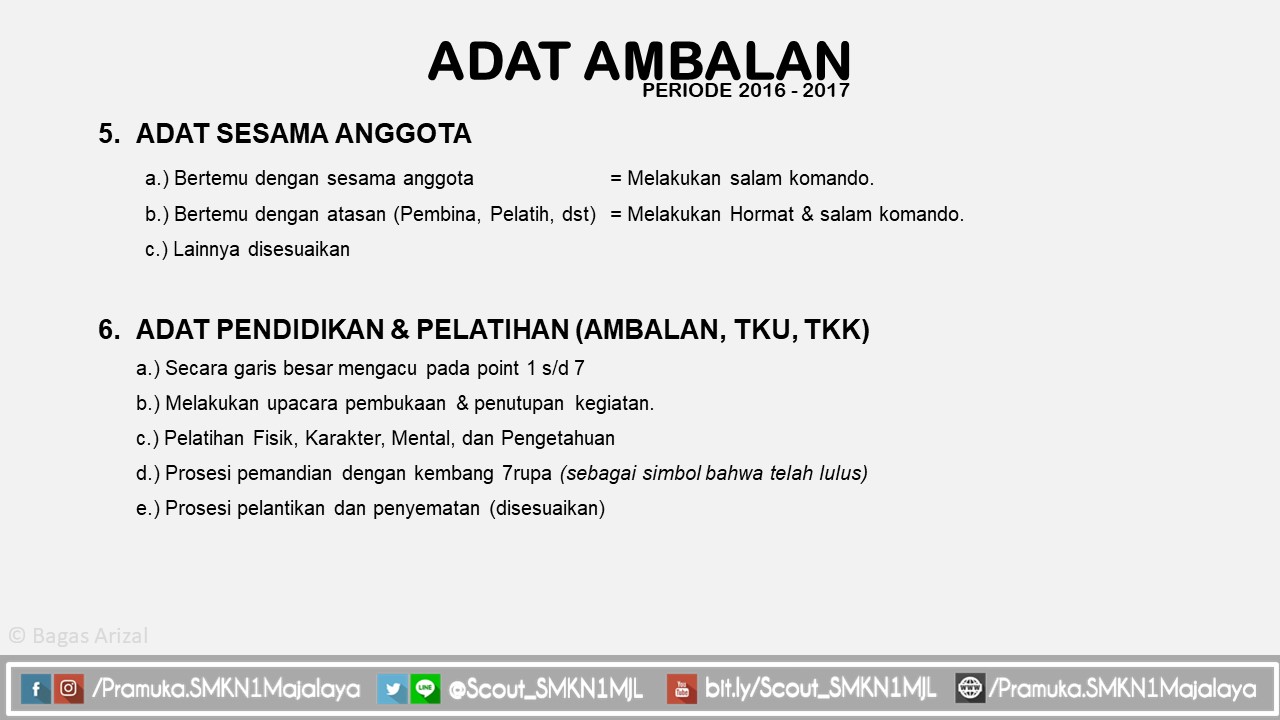 ADAT AMBALAN
PERIODE 2016 - 2017
5. ADAT SESAMA ANGGOTA
a.) Bertemu dengan sesama anggota = Melakukan salam komando.
b.) Bertemu dengan atasan (Pembina, Pelatih, dst) = Melakukan Hormat & salam komando.
c.) Lainnya disesuaikan
6. ADAT PENDIDIKAN & PELATIHAN (AMBALAN, TKU, TKK)
a.) Secara garis besar mengacu pada point 1 s/d 7
b.) Melakukan upacara pembukaan & penutupan kegiatan.
c.) Pelatihan Fisik, Karakter, Mental, dan Pengetahuan
d.) Prosesi pemandian dengan kembang 7rupa (sebagai simbol bahwa telah lulus)
e.) Prosesi pelantikan dan penyematan (disesuaikan)
© Bagas Arizal
/Pramuka.SMKN1Majalaya @Scout_SMKN1MJL bit.ly/Scout_SMKN1MJL /Pramuka.SMKN1Majalaya